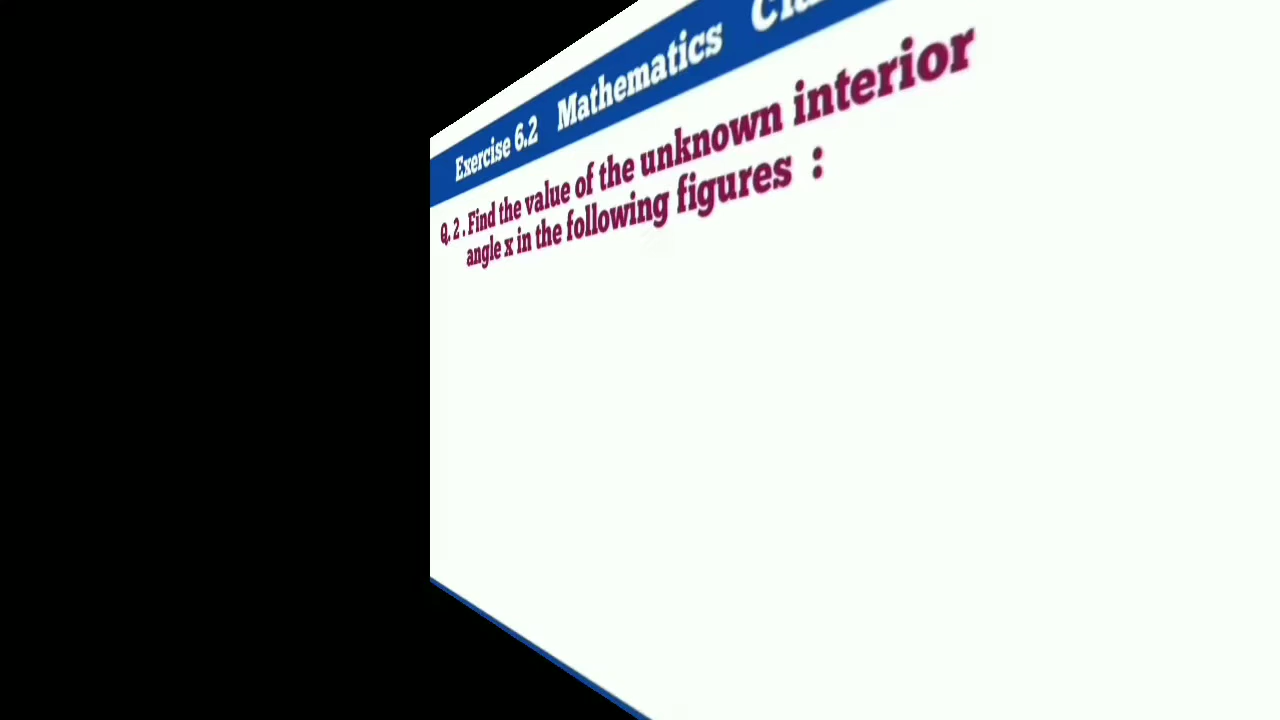 Exercise 6.2 Mathematics
Q. 2 . Find the value of the unknown interior
angle x in the following figures :